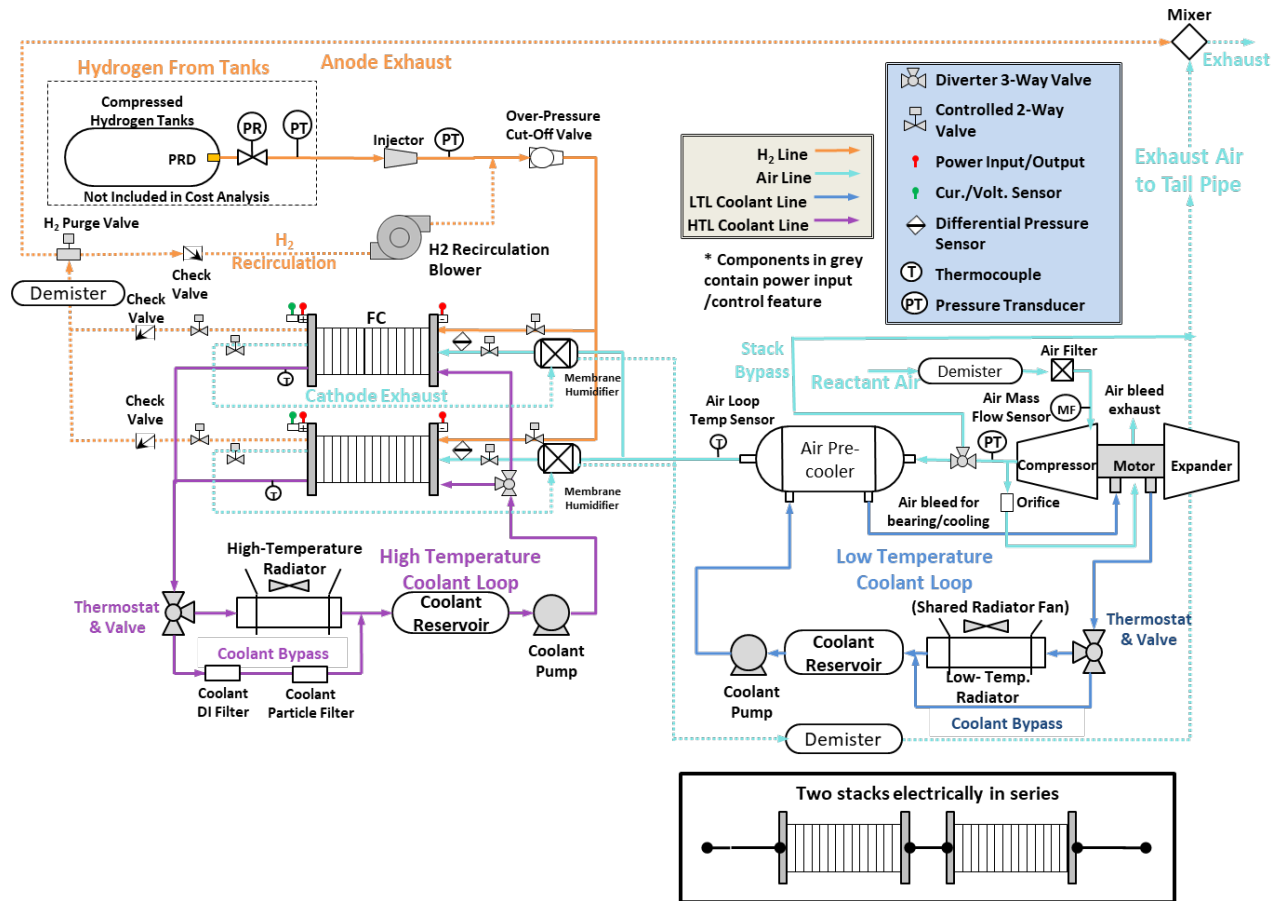 Mixer
Exhaust
Anode Exhaust
Hydrogen From Tanks
Compressed
Hydrogen Tanks
PRD
PR
PT
Not Included in Cost Analysis
Injector
PT
Over-Pressure
Cut-Off Valve
H2 Purge Valve
H2
Recirculation
Check
Valve
H2 Recirculation
Blower
Demister
Check
Valve
FC
T
Cathode Exhaust
Membrane
Humidifier
Check
Valve
T
Membrane
Humidifier
H2 Line
Air Line
LTL Coolant Line
HTL Coolant Line
* Components in grey
contain power input
/control feature
Diverter 3-Way Valve
Controlled 2-Way
Valve
Power Input/Output
Cur./Volt. Sensor
Differential Pressure
Sensor
T
Thermocouple
PT
Pressure Transducer
Exhaust Air
to Tail Pipe
Stack
Bypass
Reactant Air
Demister
Air Filter
Air Mass
Flow Sensor
MF
Air bleed
exhaust
Air Loop
Temp Sensor
T
Air Pre-
cooler
PT
Compressor
Motor
Expander
Air bleed for
bearing/cooling
Orifice
High-Temperature
Radiator
High Temperature
Coolant Loop
Thermostat
& Valve
Coolant
Reservoir
Coolant Bypass
Coolant
Pump
Coolant
DI Filter
Coolant
Particle Filter
Low Temperature
Coolant Loop
(Shared Radiator Fan)
Thermostat
& Valve
Coolant
Reservoir
Coolant
Pump
Low- Temp.
Radiator
Coolant Bypass
Demister
Two stacks electrically in series